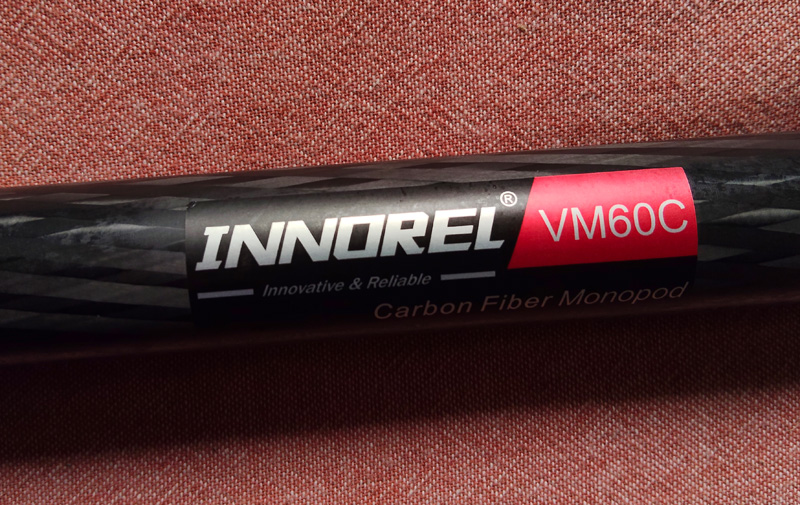 INNOREL® VM60C
Innovative & Reliable
Carbon Fiber Monopod